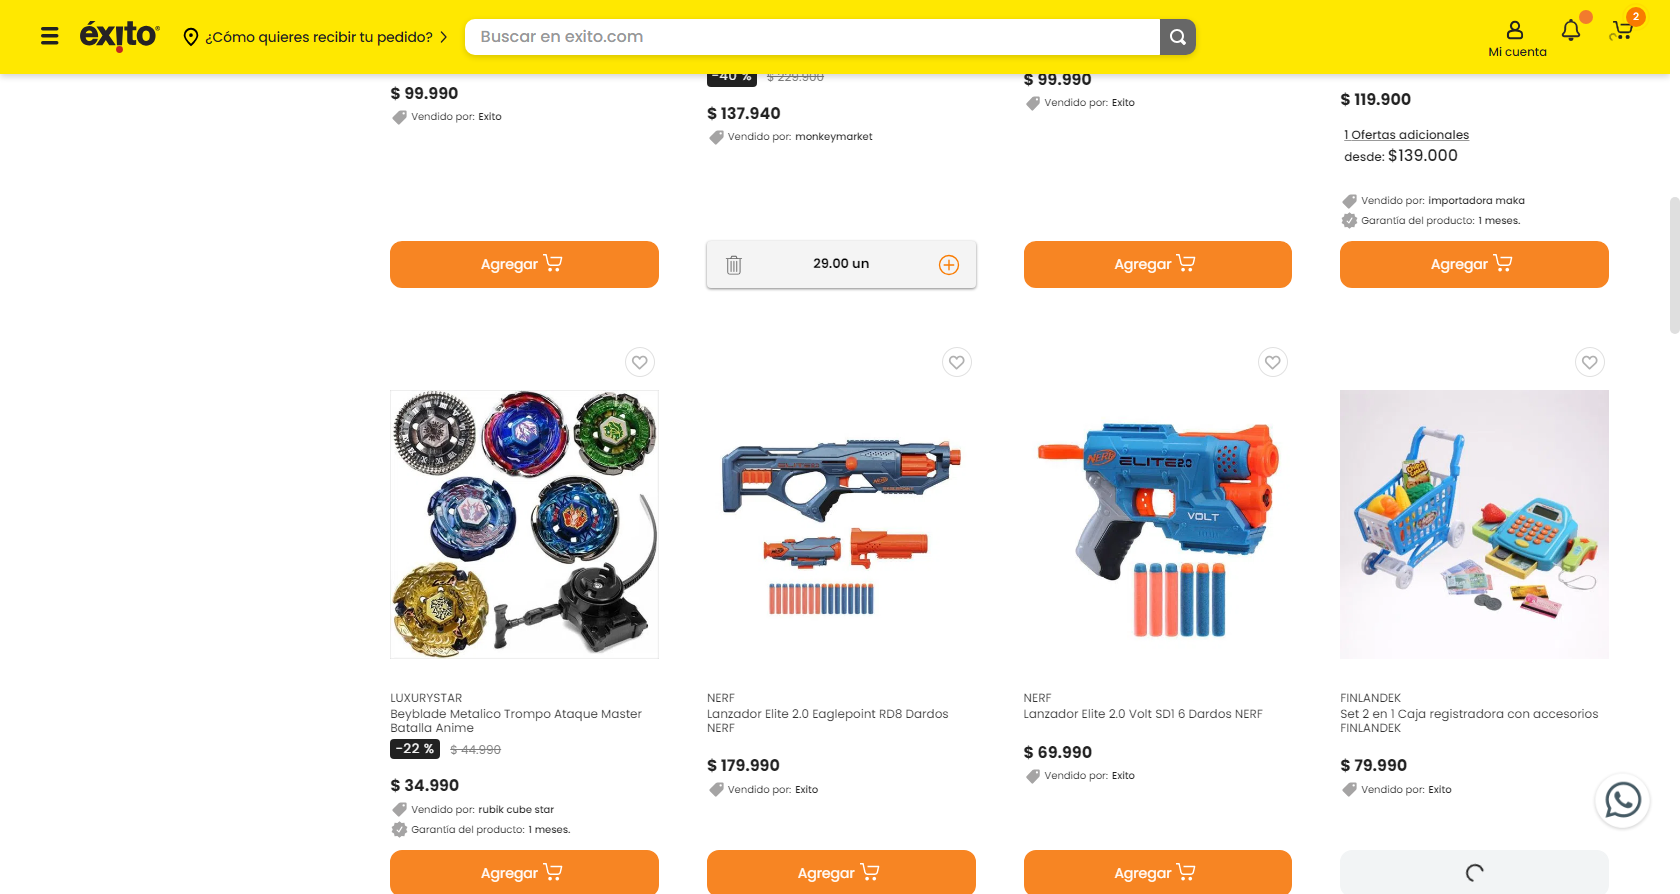 éxito
¿Cómo quieres recibir tu pedido?
Buscar en exito.com
Mi cuenta
2
$ 99.990
Vendido por: Exito
-40 % $ 229.900
$ 137.940
Vendido por: monkeymarket
$ 99.990
Vendido por: Exito
$ 119.900
1 Ofertas adicionales
desde: $139.000
Vendido por: importadora maka
Garantía del producto: 1 meses.
Agregar
29.00 un
Agregar
Agregar
NERF
NERF
ELITE 2.0
VOLT
LUXURYSTAR
Beyblade Metalico Trompo Ataque Master
Batalla Anime
-22 % $ 44.990
$ 34.990
Vendido por: rubik cube star
Garantía del producto: 1 meses.
Agregar
NERF
Lanzador Elite 2.0 Eaglepoint RD8 Dardos
NERF
$ 179.990
Vendido por: Exito
Agregar
NERF
Lanzador Elite 2.0 Volt SD1 6 Dardos NERF
$ 69.990
Vendido por: Exito
Agregar
FINLANDEK
Set 2 en 1 Caja registradora con accesorios
FINLANDEK
$ 79.990
Vendido por: Exito